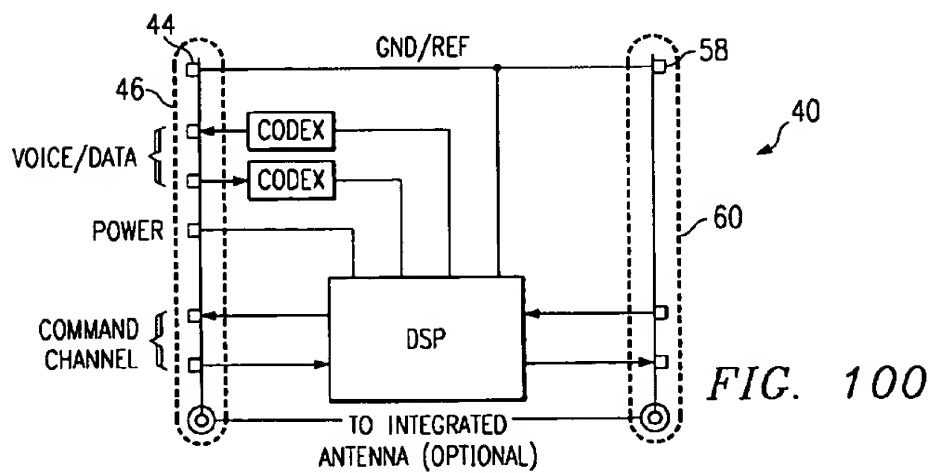 44
GND/REF
58
46
CODEX
40
VOICE/DATA
CODEX
60
POWER
COMMAND
CHANNEL
DSP
FIG. 100
TO INTEGRATED
ANTENNA (OPTIONAL)